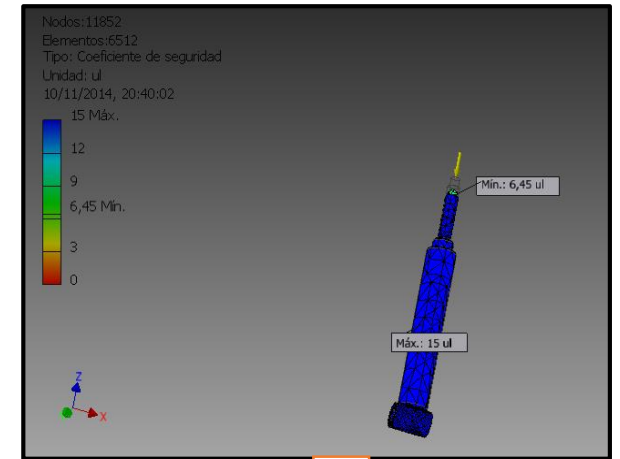 Nodos:11852
Elementos:6512
Tipo: Coeficiente de seguridad
Unidad: ul
10/11/2014, 20:40:02
15 Máx.
12
9
6,45 Mín.
3
0
Mín.: 6,45 ul
Máx.: 15 ul
Z
X